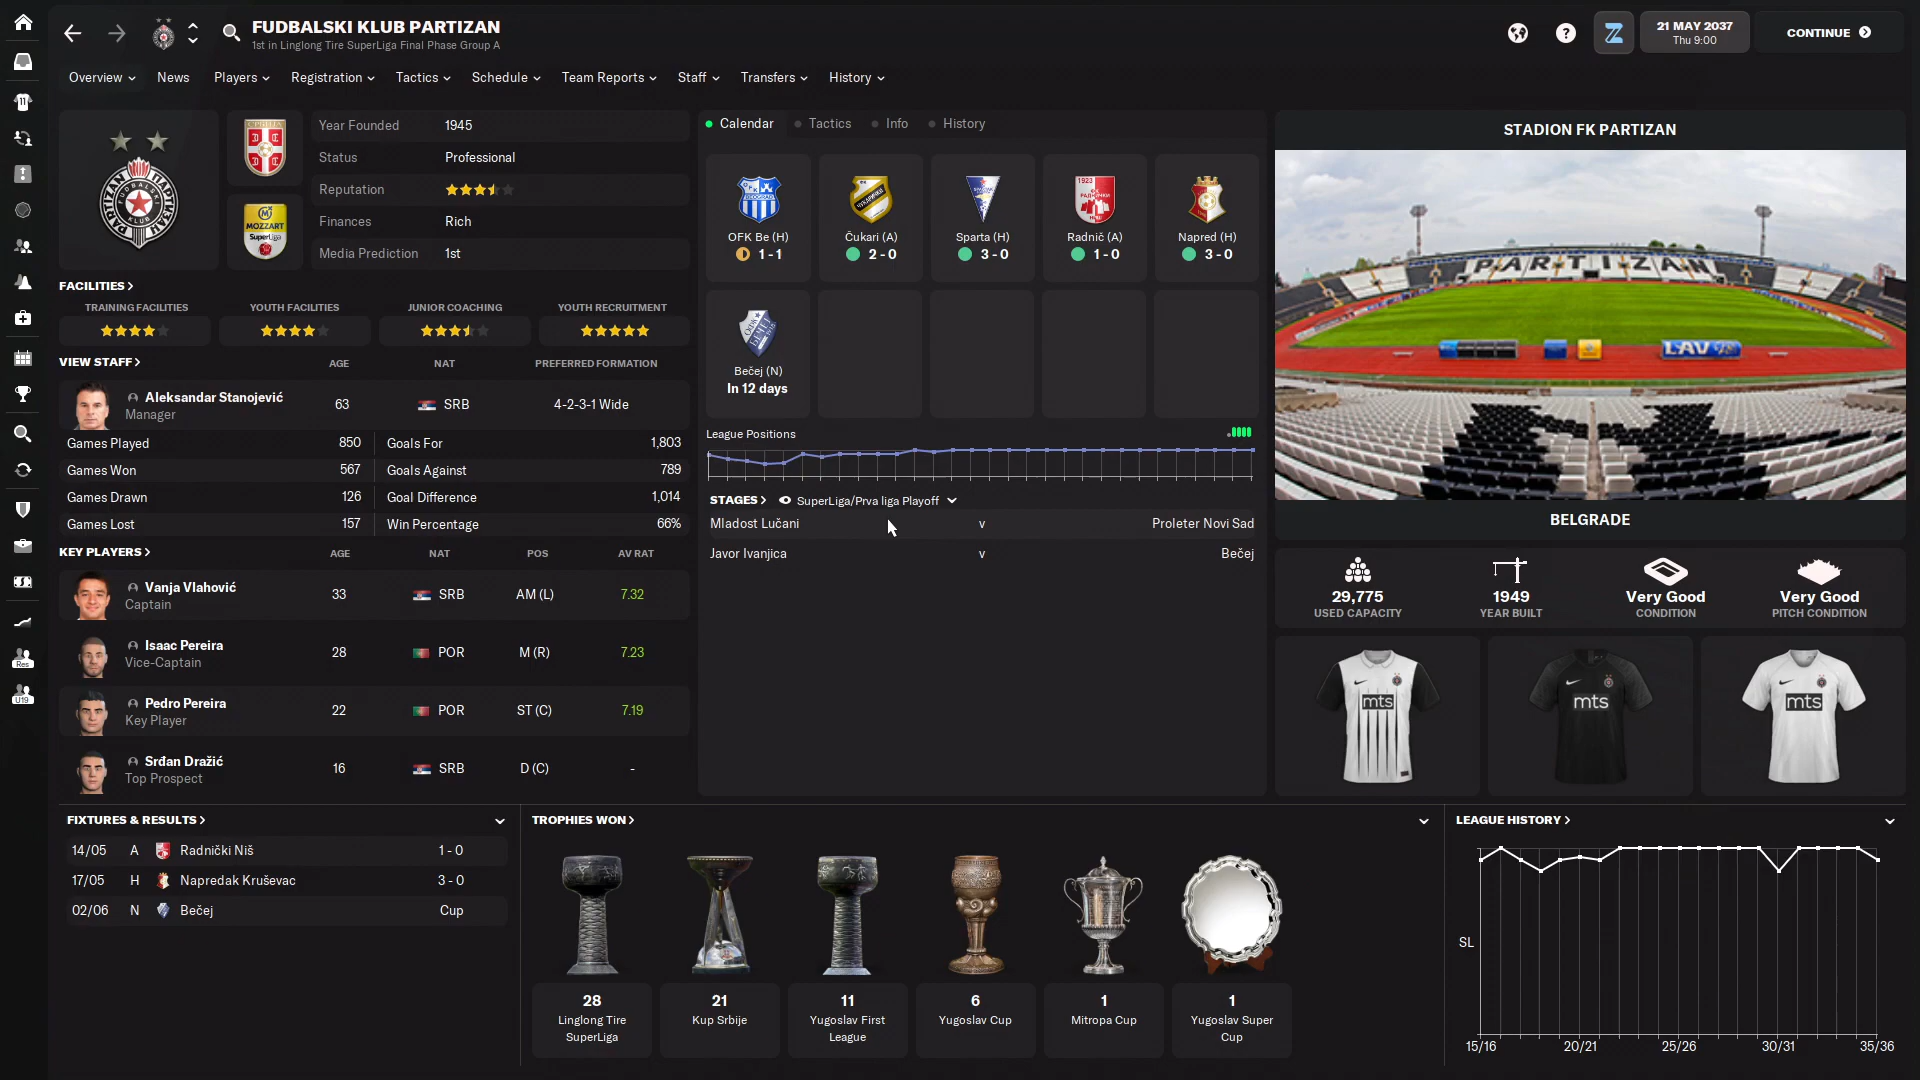 FUDBALSKI KLUB PARTIZAN
1st in Linglong Tire SuperLiga Final Phase Group A
21 MAY 2037
Thu 9:00
CONTINUE
Overview
News
Players
Registration
Tactics
Schedule
Team Reports
Staff
Transfers
History
Year Founded 1945
Status Professional
Reputation
Finances Rich
Media Prediction 1st
MOZZART
SuperLiga
FACILITIES
TRAINING FACILITIES
YOUTH FACILITIES
JUNIOR COACHING
YOUTH RECRUITMENT
VIEW STAFF AGE NAT PREFERRED FORMATION
Aleksandar Stanojević 63 SRB 4-2-3-1 Wide
Manager
Games Played 850 Goals For 1,803
Games Won 567 Goals Against 789
Games Drawn 126 Goal Difference 1,014
Games Lost 157 Win Percentage 66%
KEY PLAYERS AGE NAT POS AV RAT
Vanja Vlahović 33 SRB AM (L) 7.32
Captain
Isaac Pereira 28 POR M (R) 7.23
Vice-Captain
Pedro Pereira 22 POR ST (C) 7.19
Key Player
Srđan Dražić 16 SRB D (C) -
Top Prospect
Res
U19
Calendar
Tactics
Info
History
OFK Be (H)
1 - 1
Čukari (A)
2 - 0
Sparta (H)
3 - 0
1923
Radnič (A)
1 - 0
Napred (H)
3 - 0
Bečej (N)
In 12 days
League Positions
STAGES SuperLiga/Prva liga Playoff
Mladost Lučani v Proleter Novi Sad
Javor Ivanjica v Bečej
STADION FK PARTIZAN
PARTIZAN
LAV
BELGRADE
29,775
USED CAPACITY
1949
YEAR BUILT
Very Good
CONDITION
Very Good
PITCH CONDITION
mts
mts
mts
FIXTURES & RESULTS
14/05 A Radnički Niš 1 - 0
17/05 H Napredak Kruševac 3 - 0
02/06 N Bečej Cup
TROPHIES WON
28
Linglong Tire
SuperLiga
21
Kup Srbije
11
Yugoslav First
League
6
Yugoslav Cup
1
Mitropa Cup
1
Yugoslav Super
Cup
LEAGUE HISTORY
SL
15/16 20/21 25/26 30/31 35/36